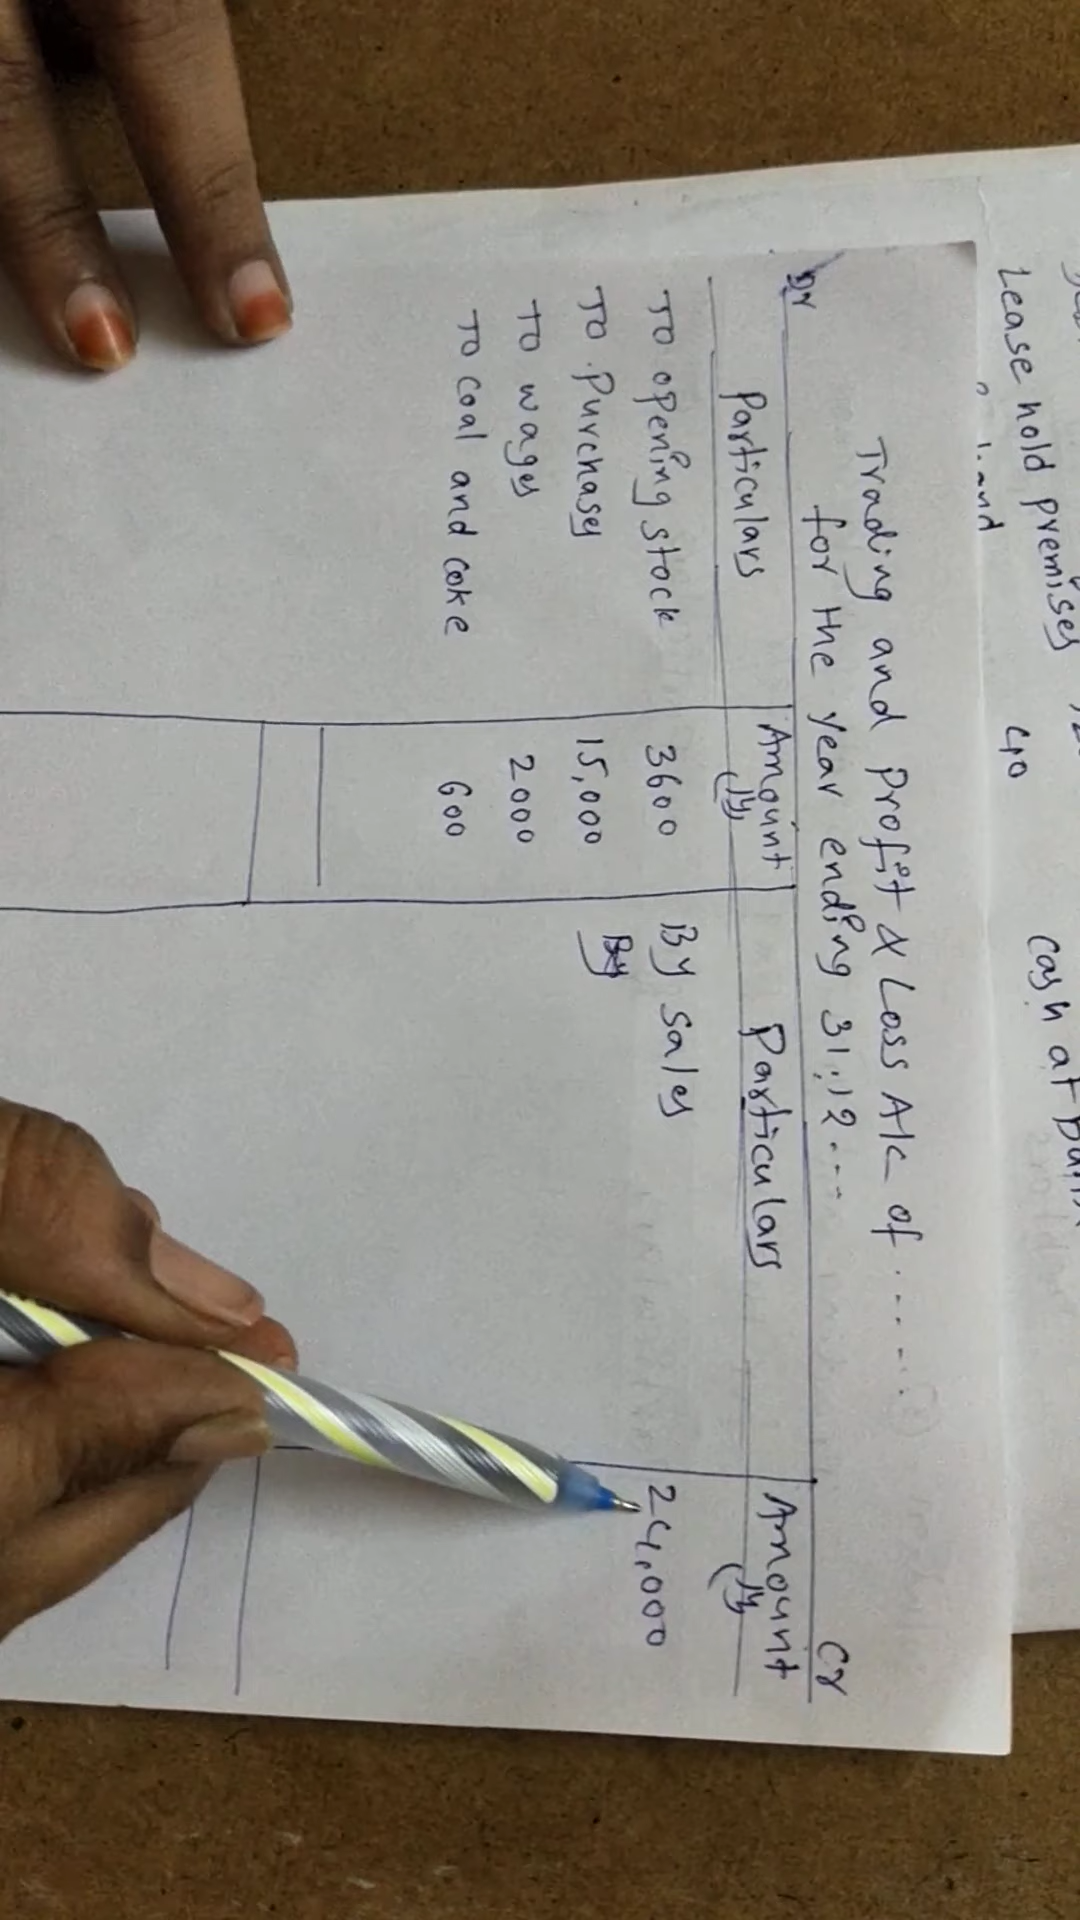 Lease hold premises
40
cash at
Trading and Profit & Loss A/c of ......
for the year ending 31.12....
Dr
Cr
Particulars Amount Particulars Amount
To opening stock 3600 By sales 24,000
To purchases 15,000 By
To wages 2000
To coal and coke 600